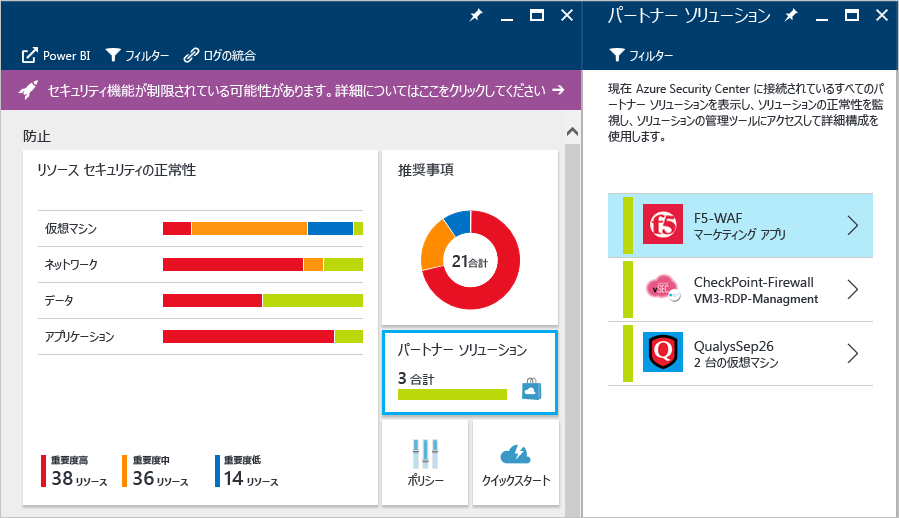 Power BI
フィルター
ログの統合
セキュリティ機能が制限されている可能性があります。詳細についてはここをクリックしてください →
防止
リソース セキュリティの正常性
仮想マシン
ネットワーク
データ
アプリケーション
重要度高
38 リソース
重要度中
36 リソース
重要度低
14 リソース
推奨事項
21合計
パートナー ソリューション
3 合計
ポリシー
クイックスタート
パートナー ソリューション
フィルター
現在 Azure Security Center に接続されているすべてのパ
ートナー ソリューションを表示し、ソリューションの正常性を監
視し、ソリューションの管理ツールにアクセスして詳細構成を
使用します。
f5
F5-WAF
マーケティング アプリ
vSEC
CheckPoint-Firewall
VM3-RDP-Managment
Q
QualysSep26
2 台の仮想マシン